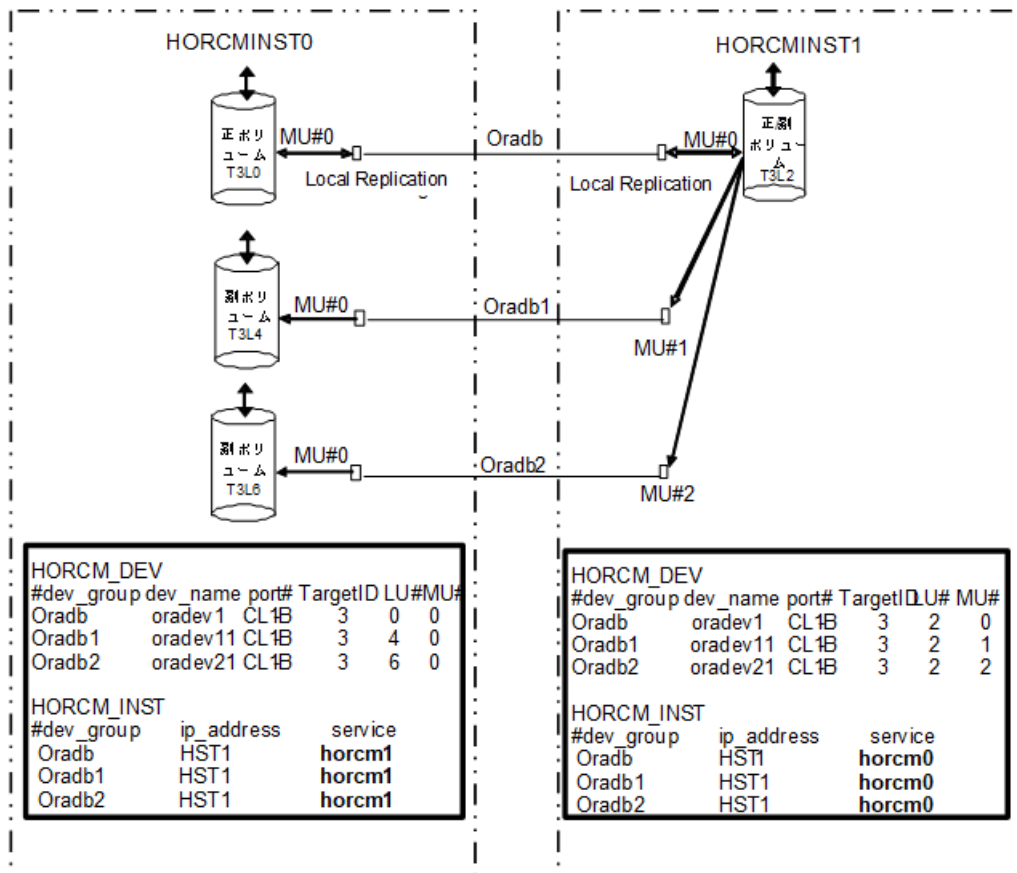 HORCMINST0
HORCMINST1
正ボリ
ューム
T3L0
MU#0
Oradb
MU#0
正副
ボリュー
ム
T3L2
Local Replication
Local Replication
副ボリ
ューム
T3L4
MU#0
Oradb1
MU#1
副ボリ
ューム
T3L6
MU#0
Oradb2
MU#2
HORCM_DEV
#dev_group dev_name port# TargetID LU#MU#
Oradb oradev1 CL1-B 3 0 0
Oradb1 oradev11 CL1-B 3 4 0
Oradb2 oradev21 CL1-B 3 6 0
HORCM_INST
#dev_group ip_address service
Oradb HST1 horcm1
Oradb1 HST1 horcm1
Oradb2 HST1 horcm1
HORCM_DEV
#dev_group dev_name port# TargetID LU# MU#
Oradb oradev1 CL1-B 3 2 0
Oradb1 oradev11 CL1-B 3 2 1
Oradb2 oradev21 CL1-B 3 2 2
HORCM_INST
#dev_group ip_address service
Oradb HST1 horcm0
Oradb1 HST1 horcm0
Oradb2 HST1 horcm0